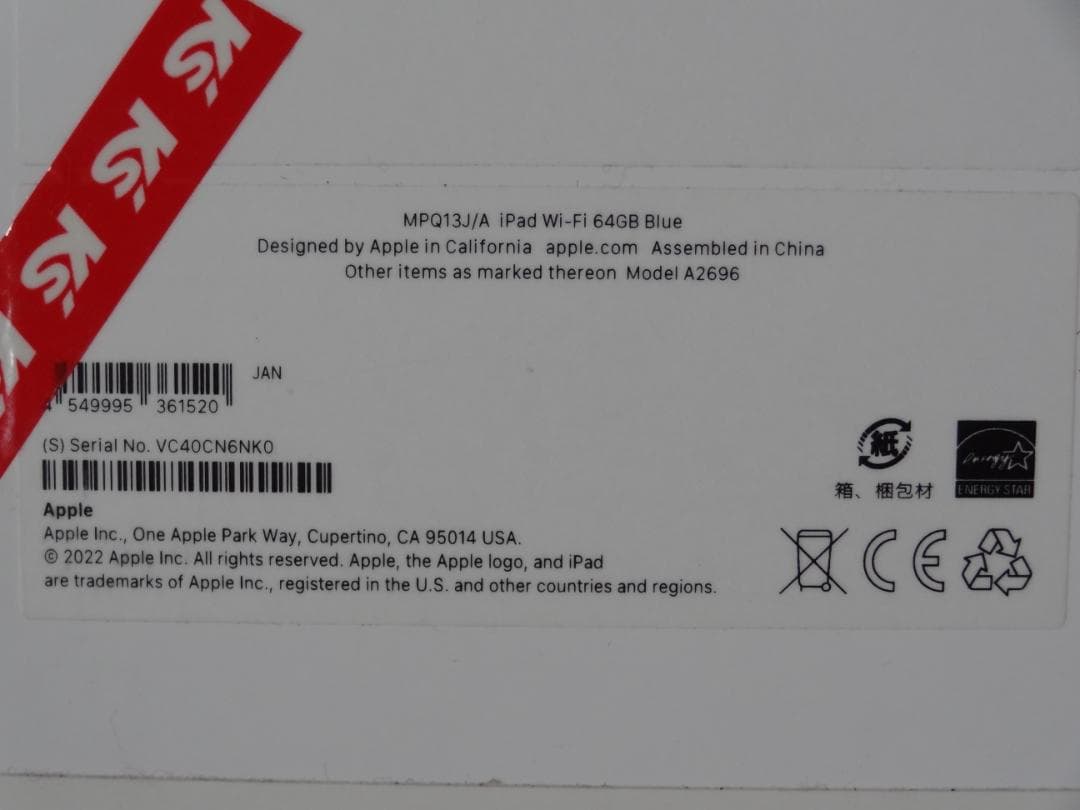 K's K's K's K
MPQ13J/A iPad Wi-Fi 64GB Blue
Designed by Apple in California apple.com Assembled in China
Other items as marked thereon Model A2696
JAN
4 549995 361520
(S) Serial No. VC40CN6NK0
Apple
Apple Inc., One Apple Park Way, Cupertino, CA 95014 USA.
© 2022 Apple Inc. All rights reserved. Apple, the Apple logo, and iPad
are trademarks of Apple Inc., registered in the U.S. and other countries and regions.
紙
箱、梱包材
energy
ENERGY STAR
CE